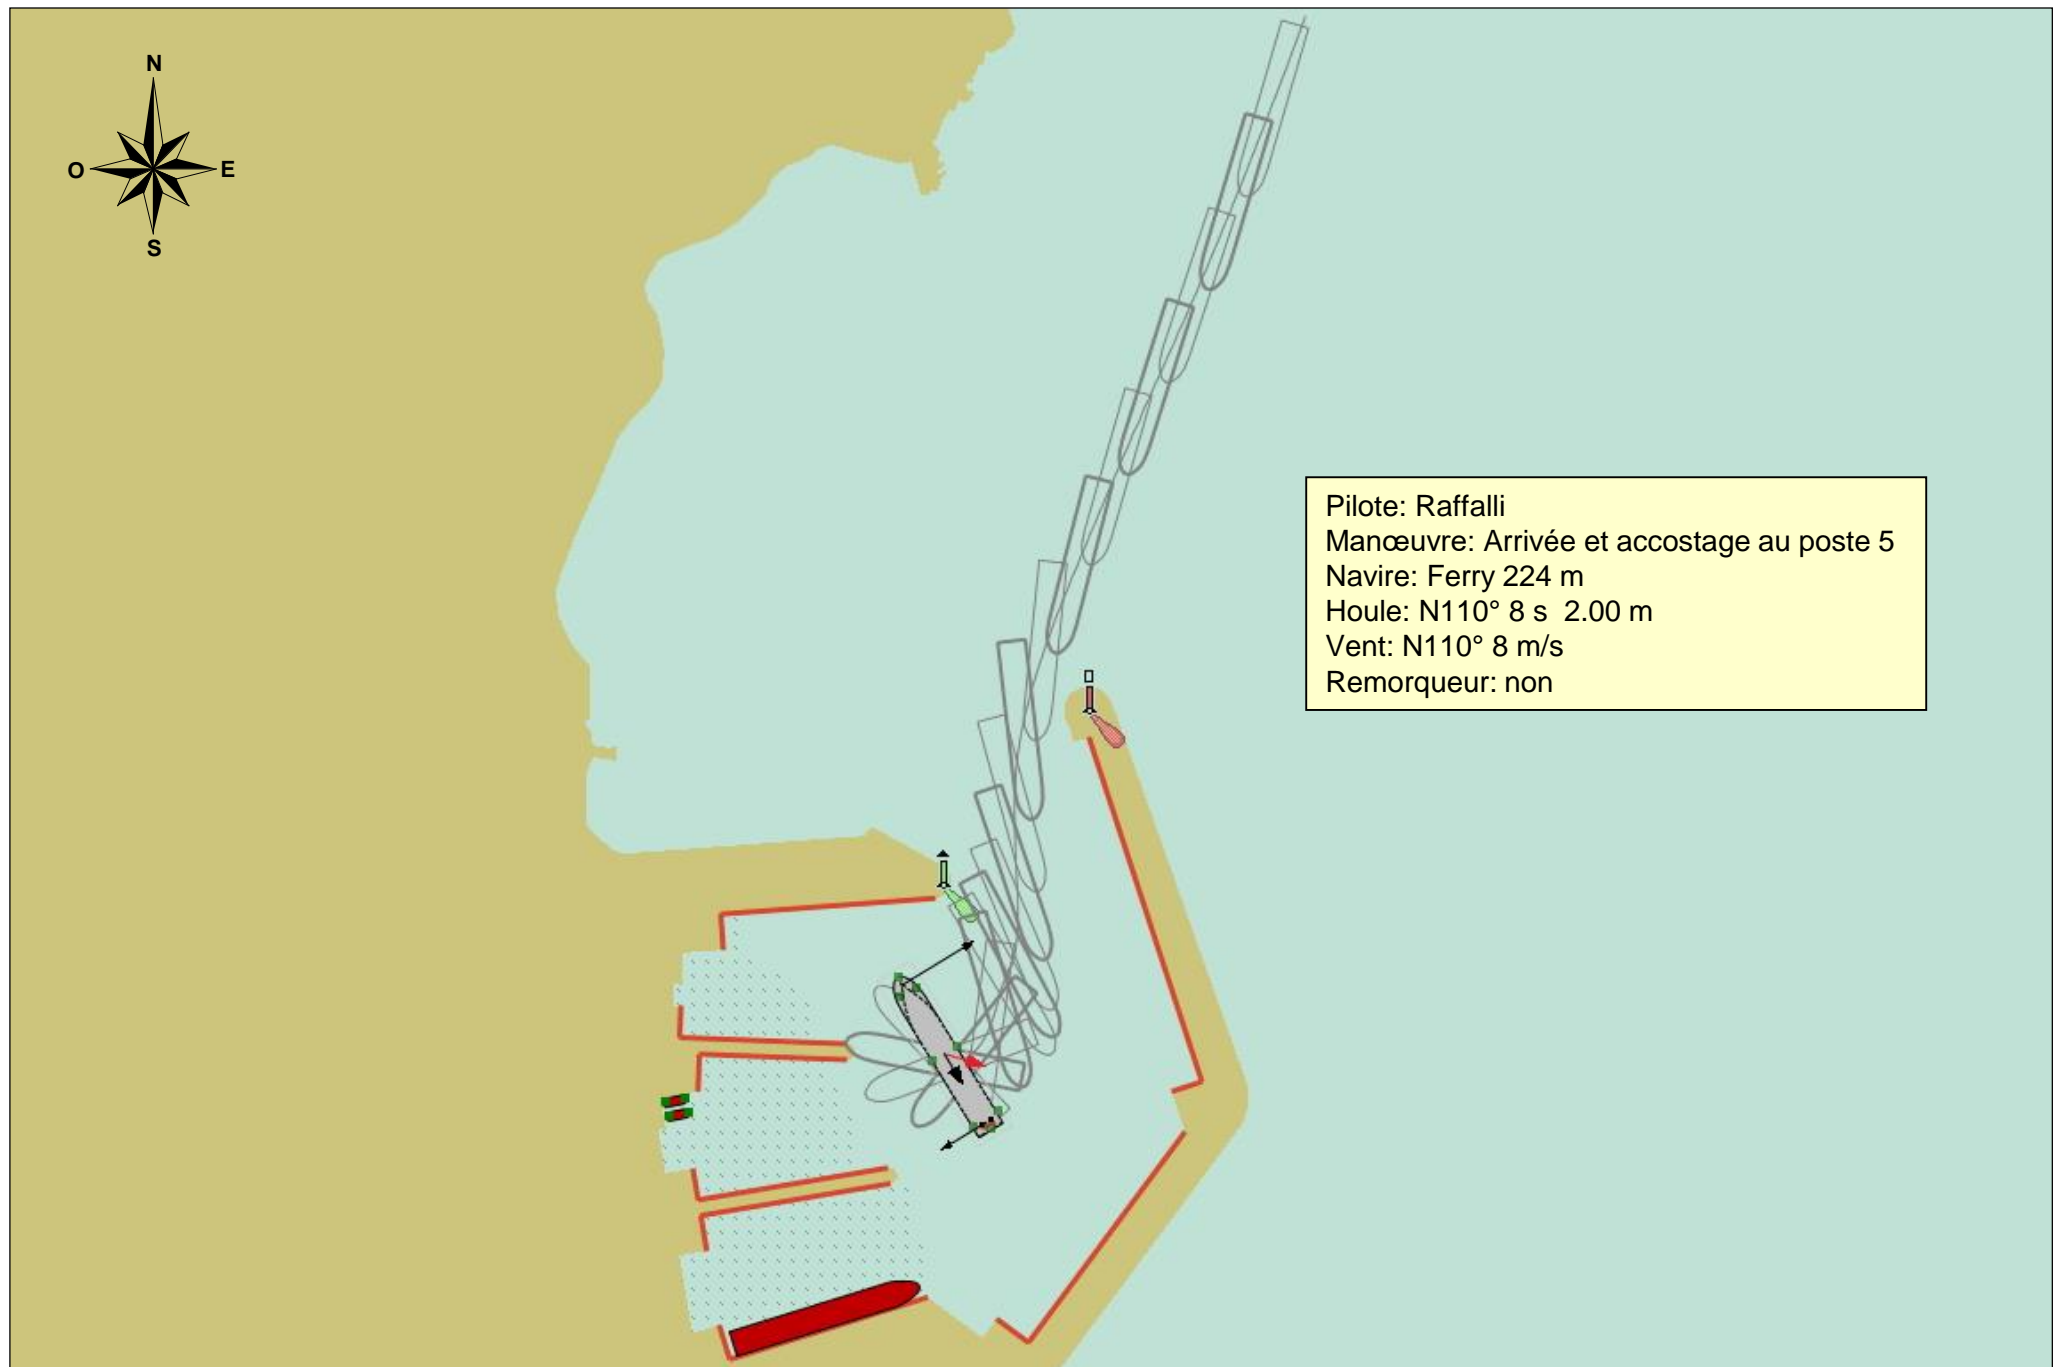 N
O
E
S
Pilote: Raffalli
Manœuvre: Arrivée et accostage au poste 5
Navire: Ferry 224 m
Houle: N110° 8 s 2.00 m
Vent: N110° 8 m/s
Remorqueur: non